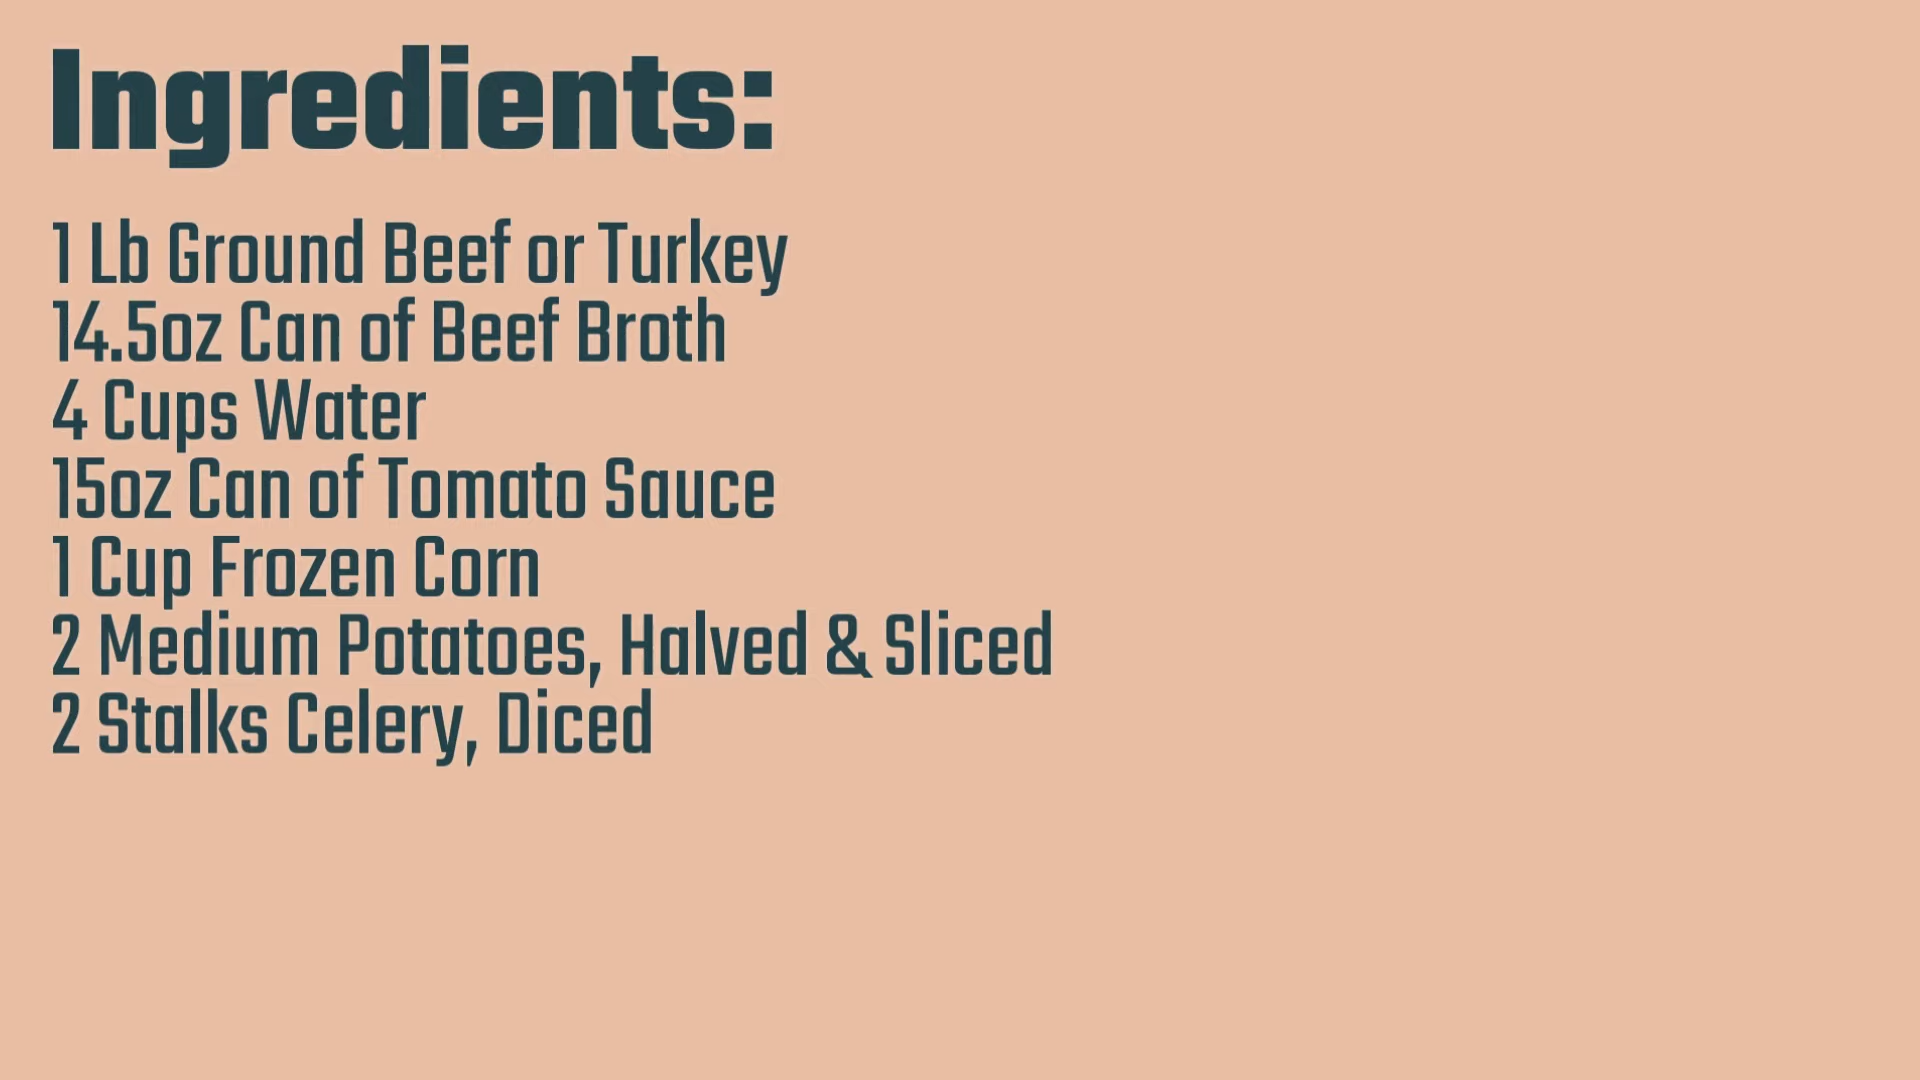 Ingredients:
1 Lb Ground Beef or Turkey
14.5oz Can of Beef Broth
4 Cups Water
15oz Can of Tomato Sauce
1 Cup Frozen Corn
2 Medium Potatoes, Halved & Sliced
2 Stalks Celery, Diced